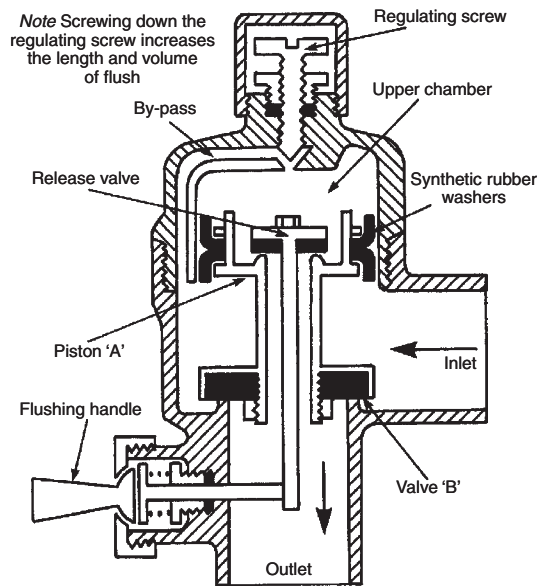 Note Screwing down the
regulating screw increases
the length and volume
of flush
Regulating screw
Upper chamber
By-pass
Release valve
Synthetic rubber
washers
Piston ‘A’
Inlet
Flushing handle
Valve ‘B’
Outlet